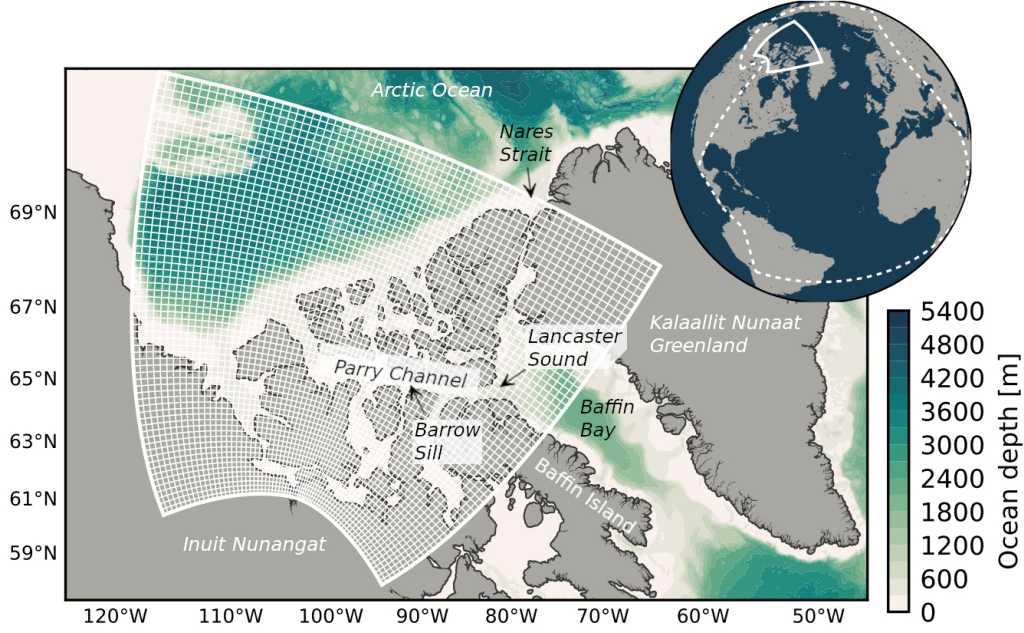 Arctic Ocean
Nares
Strait
69°N
67°N
65°N
63°N
61°N
59°N
Lancaster
Sound
Kalaallit Nunaat
Greenland
Parry Channel
Baffin
Bay
Barrow
Sill
Baffin Island
Inuit Nunangat
120°W 110°W 100°W 90°W 80°W 70°W 60°W 50°W
5400
4800
4200
3600
3000
2400
1800
1200
600
0
Ocean depth [m]